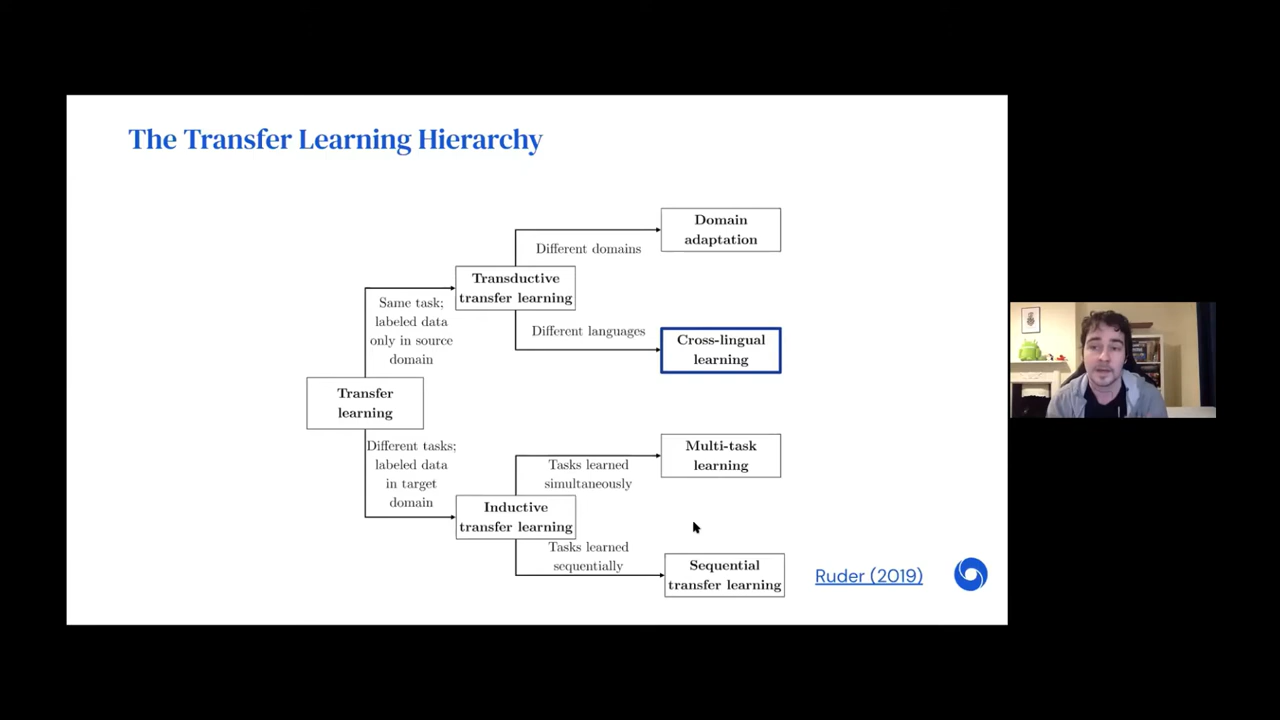 The Transfer Learning Hierarchy
Domain
adaptation
Different domains
Transductive
transfer learning
Same task;
labeled data
only in source
domain
Different languages
Cross-lingual
learning
Transfer
learning
Different tasks;
labeled data
in target
domain
Multi-task
learning
Tasks learned
simultaneously
Inductive
transfer learning
Tasks learned
sequentially
Sequential
transfer learning
Ruder (2019)